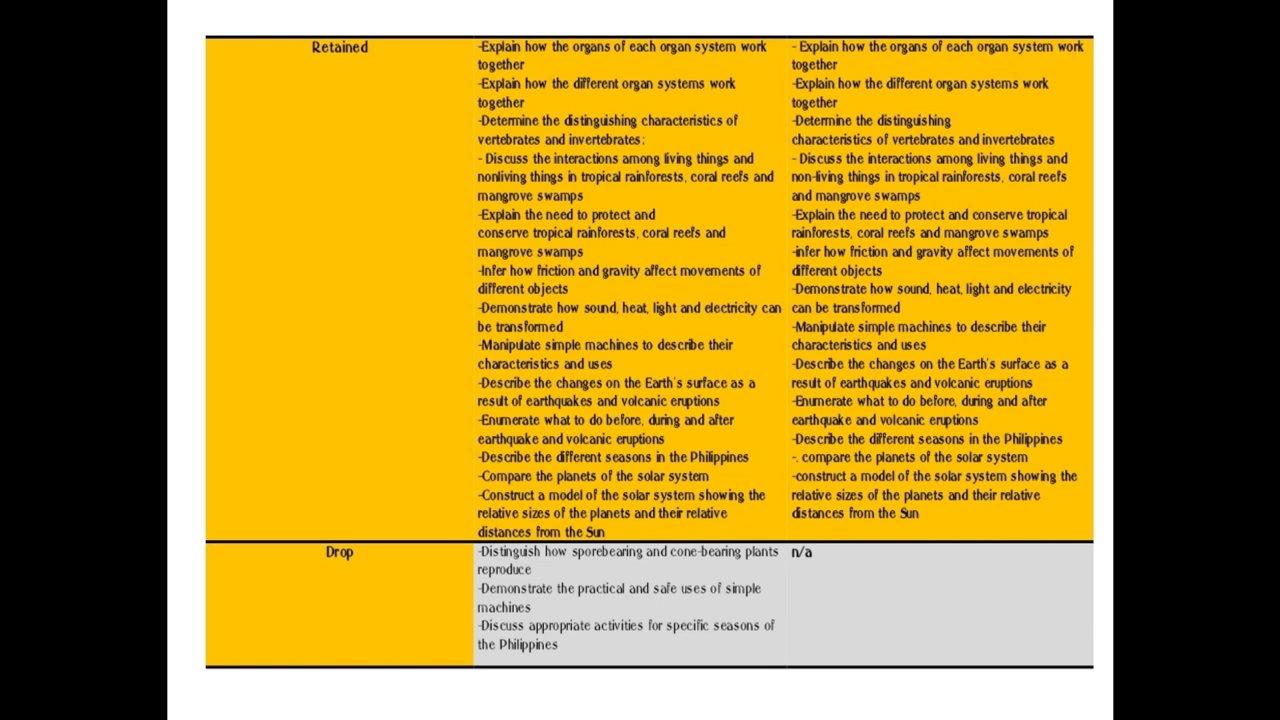 Retained
-Explain how the organs of each organ system work
together
-Explain how the different organ systems work
together
-Determine the distinguishing characteristics of
vertebrates and invertebrates;
- Discuss the interactions among living things and
nonliving things in tropical rainforests, coral reefs and
mangrove swamps
-Explain the need to protect and
conserve tropical rainforests, coral reefs and
mangrove swamps
-Infer how friction and gravity affect movements of
different objects
-Demonstrate how sound, heat, light and electricity can
be transformed
-Manipulate simple machines to describe their
characteristics and uses
-Describe the changes on the Earth's surface as a
result of earthquakes and volcanic eruptions
-Enumerate what to do before, during and after
earthquake and volcanic eruptions
-Describe the different seasons in the Philippines
-Compare the planets of the solar system
-Construct a model of the solar system showing the
relative sizes of the planets and their relative
distances from the Sun
- Explain how the organs of each organ system work
together
-Explain how the different organ systems work
together
-Determine the distinguishing
characteristics of vertebrates and invertebrates
- Discuss the interactions among living things and
non-living things in tropical rainforests, coral reefs
and mangrove swamps
-Explain the need to protect and conserve tropical
rainforests, coral reefs and mangrove swamps
-infer how friction and gravity affect movements of
different objects
-Demonstrate how sound, heat, light and electricity
can be transformed
-Manipulate simple machines to describe their
characteristics and uses
-Describe the changes on the Earth's surface as a
result of earthquakes and volcanic eruptions
-Enumerate what to do before, during and after
earthquake and volcanic eruptions
-Describe the different seasons in the Philippines
-. compare the planets of the solar system
-construct a model of the solar system showing the
relative sizes of the planets and their relative
distances from the Sun
Drop
-Distinguish how sporebearing and cone-bearing plants
reproduce
-Demonstrate the practical and safe uses of simple
machines
-Discuss appropriate activities for specific seasons of
the Philippines
n/a